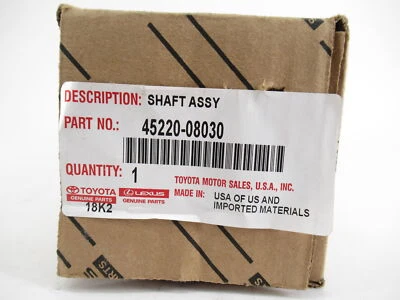 DESCRIPTION: SHAFT ASSY
PART NO.: 45220-08030
QUANTITY: 1
TOYOTA MOTOR SALES, U.S.A., INC.
TOYOTA GENUINE PARTS LEXUS GENUINE PARTS
MADE IN: USA OF US AND
IMPORTED MATERIALS
18K2
PARTS